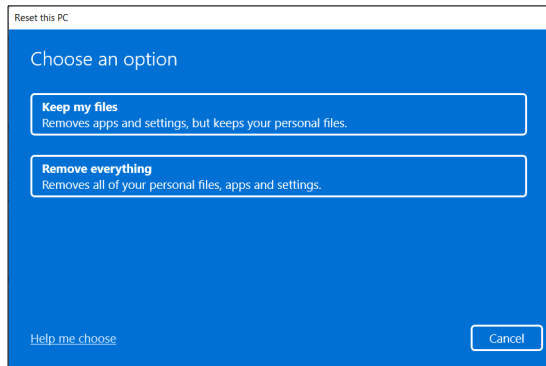 Reset this PC
Choose an option
Keep my files
Removes apps and settings, but keeps your personal files.
Remove everything
Removes all of your personal files, apps and settings.
Help me choose
Cancel